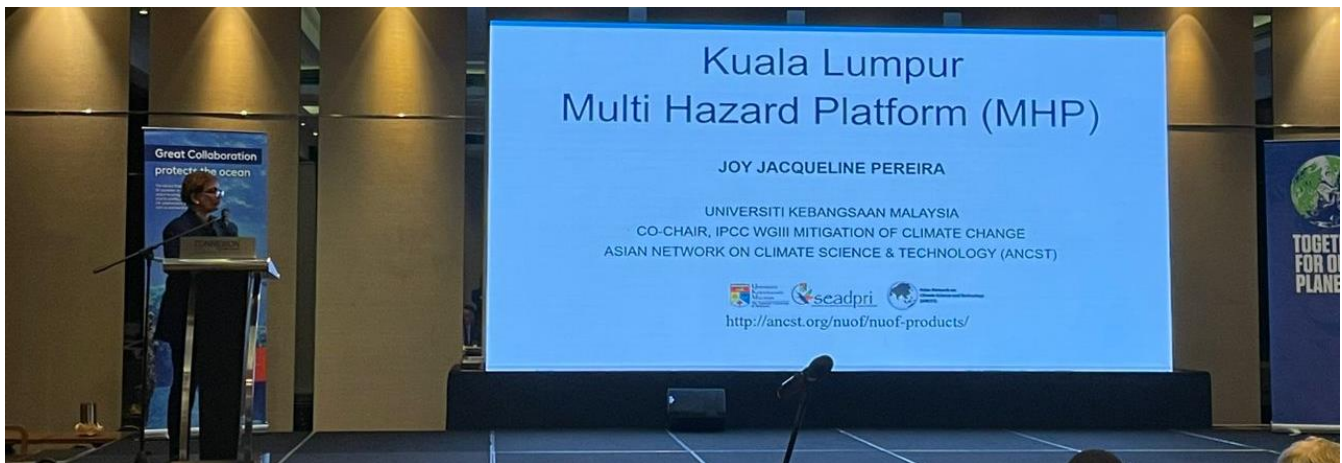 Great Collaboration
protects the ocean
CONNEXION
Kuala Lumpur
Multi Hazard Platform (MHP)
JOY JACQUELINE PEREIRA
UNIVERSITI KEBANGSAAN MALAYSIA
CO-CHAIR, IPCC WGIII MITIGATION OF CLIMATE CHANGE
ASIAN NETWORK ON CLIMATE SCIENCE & TECHNOLOGY (ANCST)
seadpri
http://ancst.org/nuof/nuof-products/
TOGET
FOR OU
PLANE